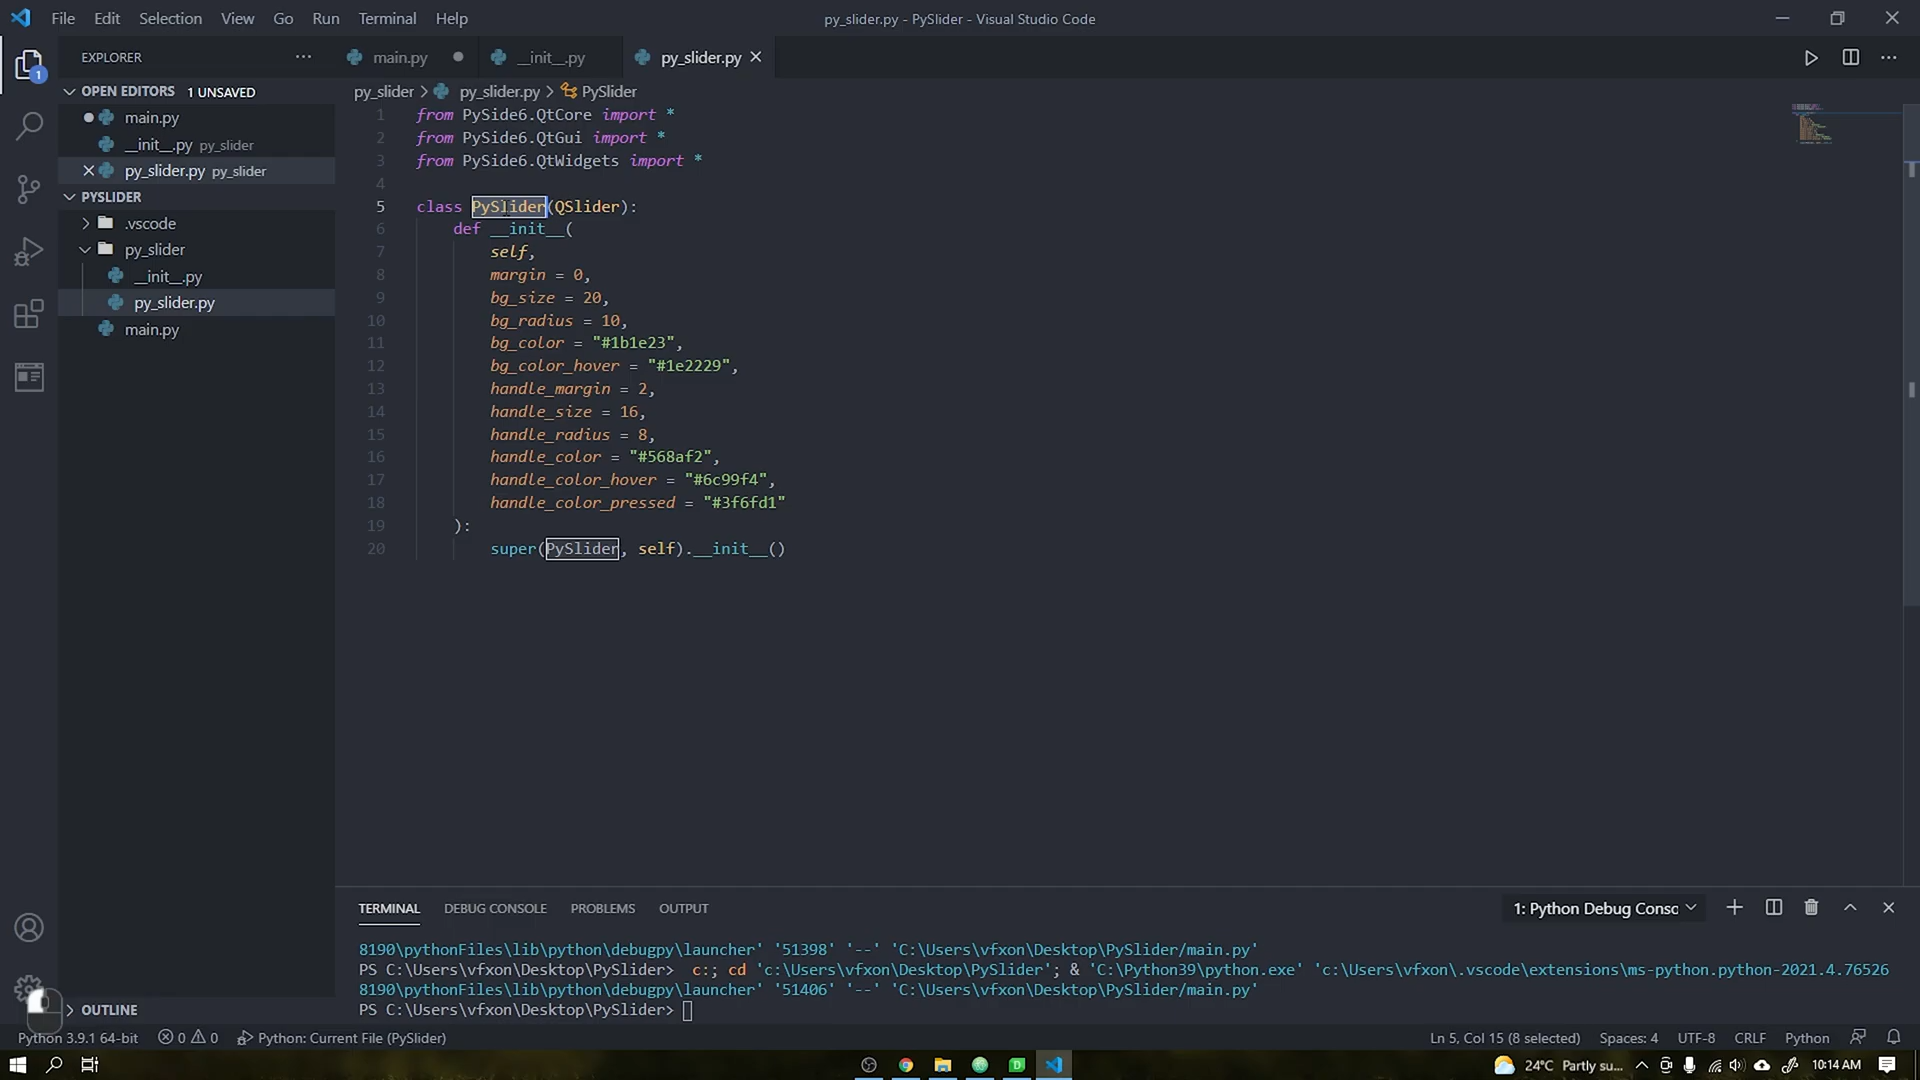 File Edit Selection View Go Run Terminal Help
py_slider.py - PySlider - Visual Studio Code
EXPLORER
1
main.py
__init__.py
py_slider.py
OPEN EDITORS 1 UNSAVED
main.py
__init__.py py_slider
py_slider.py py_slider
PYSLIDER
.vscode
py_slider
__init__.py
py_slider.py
main.py
py_slider > py_slider.py > PySlider
1 from PySide6.QtCore import *
2 from PySide6.QtGui import *
3 from PySide6.QtWidgets import *
4
5 class PySlider(QSlider):
6 def __init__(
7 self,
8 margin = 0,
9 bg_size = 20,
10 bg_radius = 10,
11 bg_color = "#1b1e23",
12 bg_color_hover = "#1e2229",
13 handle_margin = 2,
14 handle_size = 16,
15 handle_radius = 8,
16 handle_color = "#568af2",
17 handle_color_hover = "#6c99f4",
18 handle_color_pressed = "#3f6fd1"
19 ):
20 super(PySlider, self).__init__()
TERMINAL DEBUG CONSOLE PROBLEMS OUTPUT
1: Python Debug Consc
8190\pythonFiles\lib\python\debugpy\launcher' '51398' '--' 'C:\Users\vfxon\Desktop\PySlider/main.py'
PS C:\Users\vfxon\Desktop\PySlider> c:; cd 'c:\Users\vfxon\Desktop\PySlider'; & 'C:\Python39\python.exe' 'c:\Users\vfxon\.vscode\extensions\ms-python.python-2021.4.76526
8190\pythonFiles\lib\python\debugpy\launcher' '51406' '--' 'C:\Users\vfxon\Desktop\PySlider/main.py'
PS C:\Users\vfxon\Desktop\PySlider>
OUTLINE
Python 3.9.1 64-bit 0 0 Python: Current File (PySlider)
Ln 5, Col 15 (8 selected) Spaces: 4 UTF-8 CRLF Python
24°C Partly su... 10:14 AM